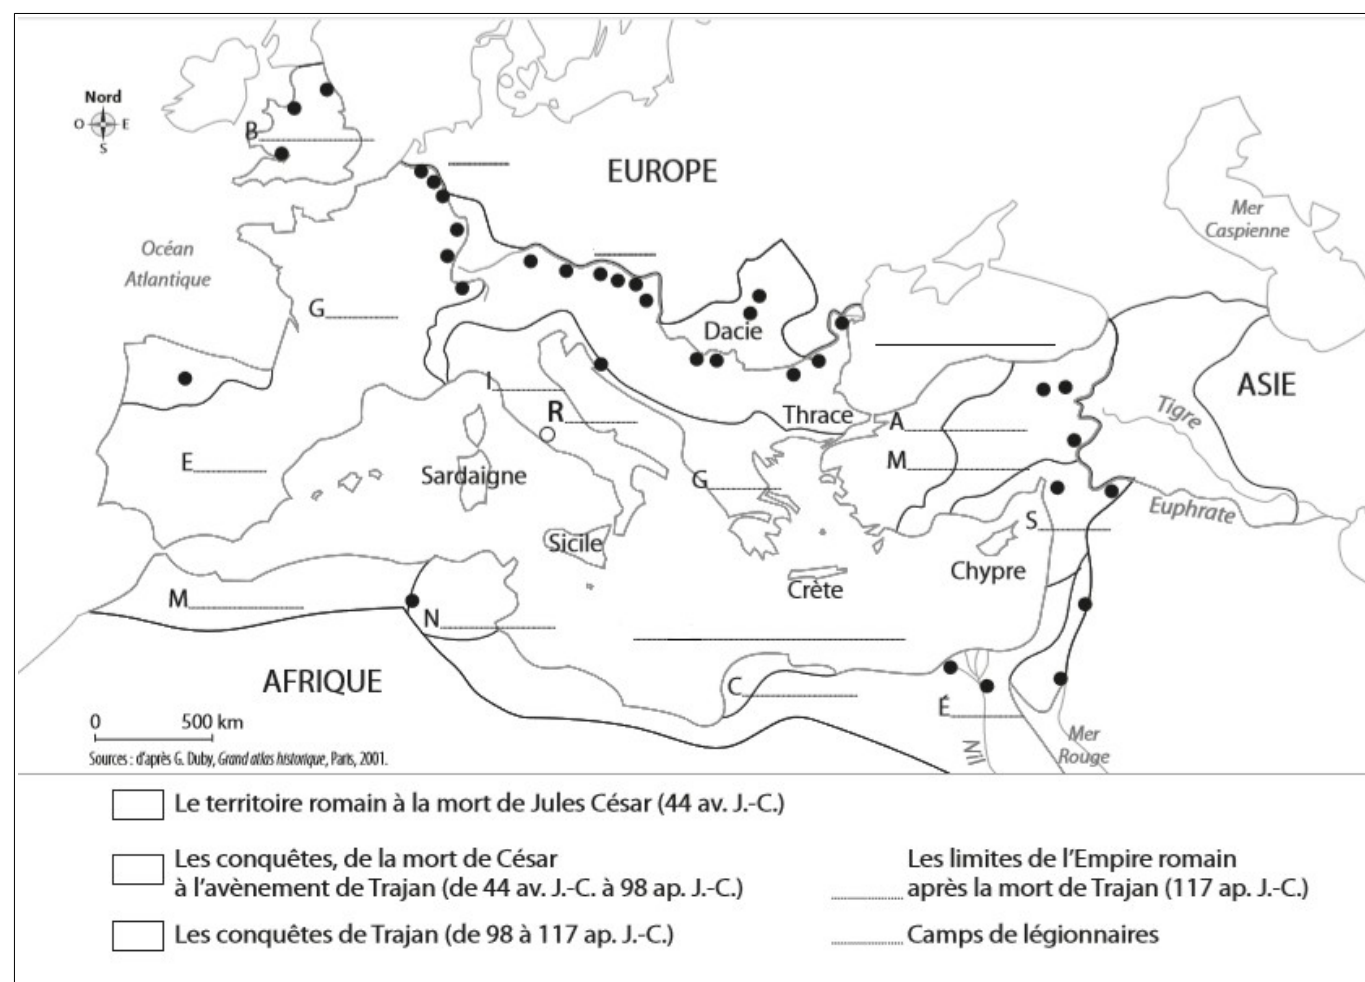 Nord
O E
S
B
EUROPE
Mer
Caspienne
Océan
Atlantique
G
Dacie
I
R
Thrace
A
ASIE
Tigre
E
Sardaigne
G
M
Euphrate
S
Sicile
Chypre
Crète
M
N
AFRIQUE
C
É
Nil
Mer
Rouge
0 500 km
Sources : d'après G. Duby, Grand atlas historique, Paris, 2001.
Le territoire romain à la mort de Jules César (44 av. J.-C.)
Les conquêtes, de la mort de César
à l'avènement de Trajan (de 44 av. J.-C. à 98 ap. J.-C.)
Les conquêtes de Trajan (de 98 à 117 ap. J.-C.)
Les limites de l'Empire romain
après la mort de Trajan (117 ap. J.-C.)
Camps de légionnaires